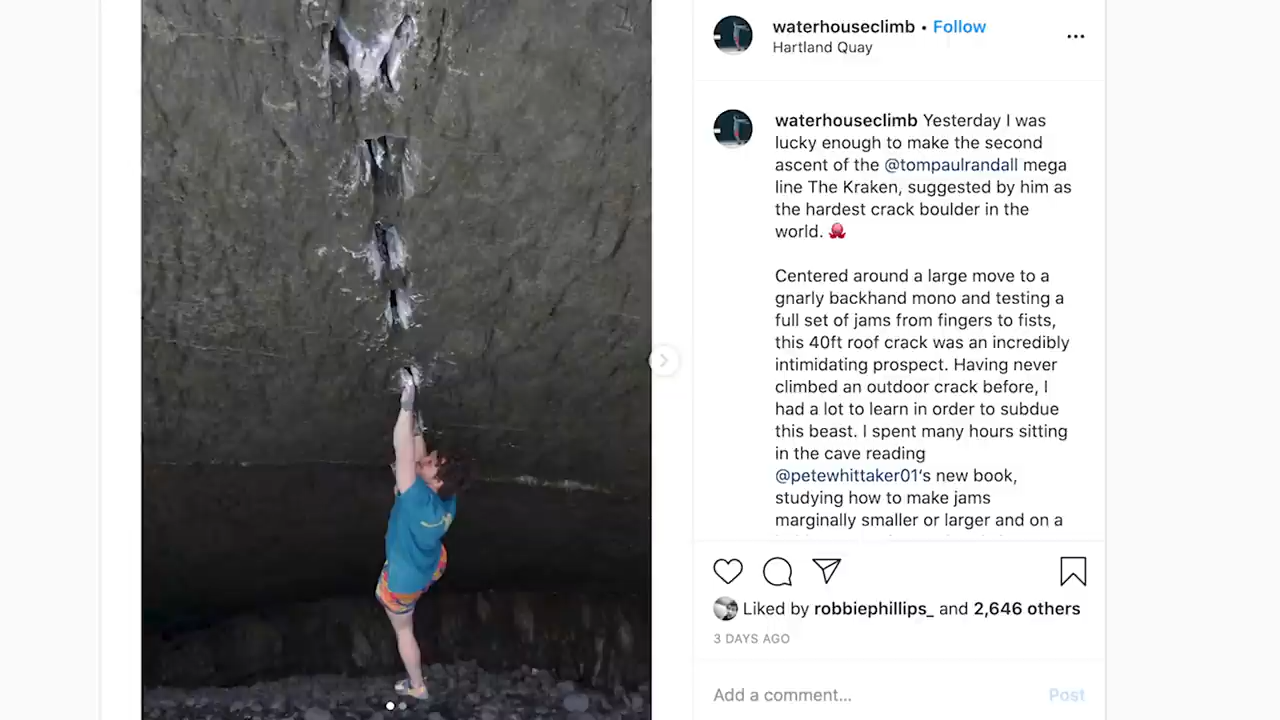 waterhouseclimb • Follow
Hartland Quay
waterhouseclimb Yesterday I was
lucky enough to make the second
ascent of the @tompaulrandall mega
line The Kraken, suggested by him as
the hardest crack boulder in the
world. 🐙
Centered around a large move to a
gnarly backhand mono and testing a
full set of jams from fingers to fists,
this 40ft roof crack was an incredibly
intimidating prospect. Having never
climbed an outdoor crack before, I
had a lot to learn in order to subdue
this beast. I spent many hours sitting
in the cave reading
@petewhittaker01's new book,
studying how to make jams
marginally smaller or larger and on a
Liked by robbiephillips_ and 2,646 others
3 DAYS AGO
Add a comment...
Post